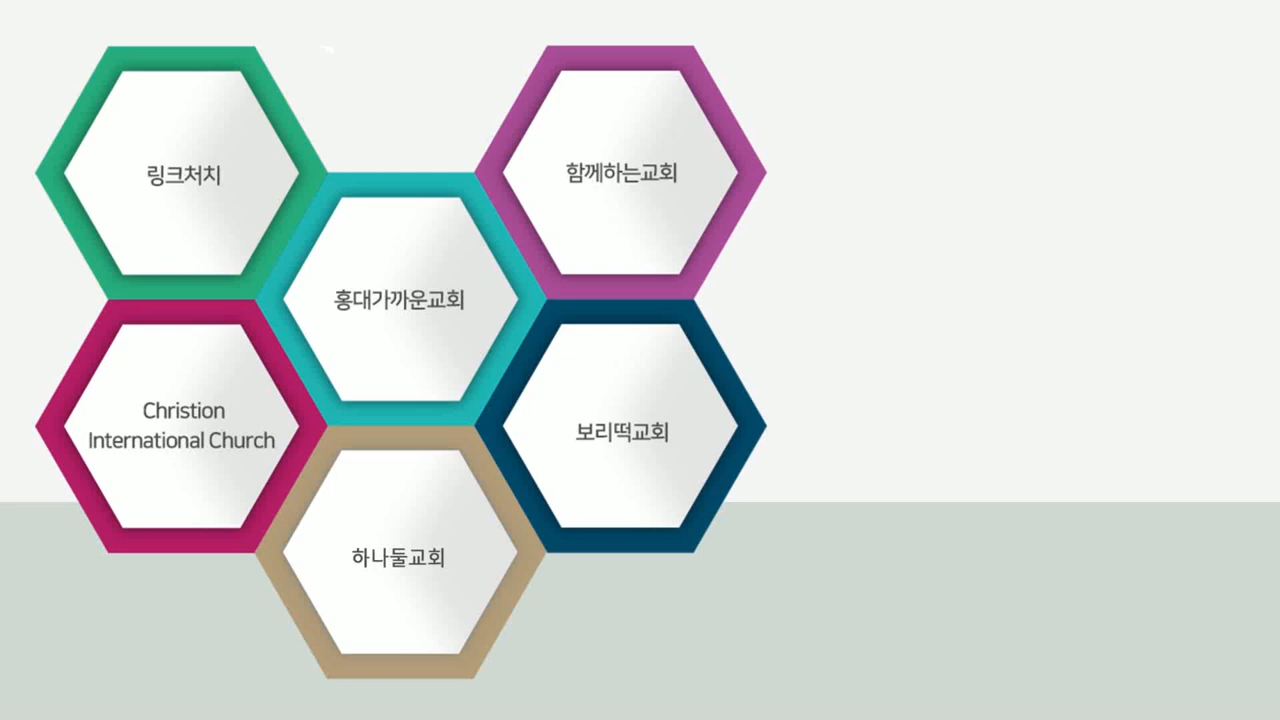 링크처치
함께하는교회
홍대가까운교회
Christion
International Church
보리떡교회
하나둘교회